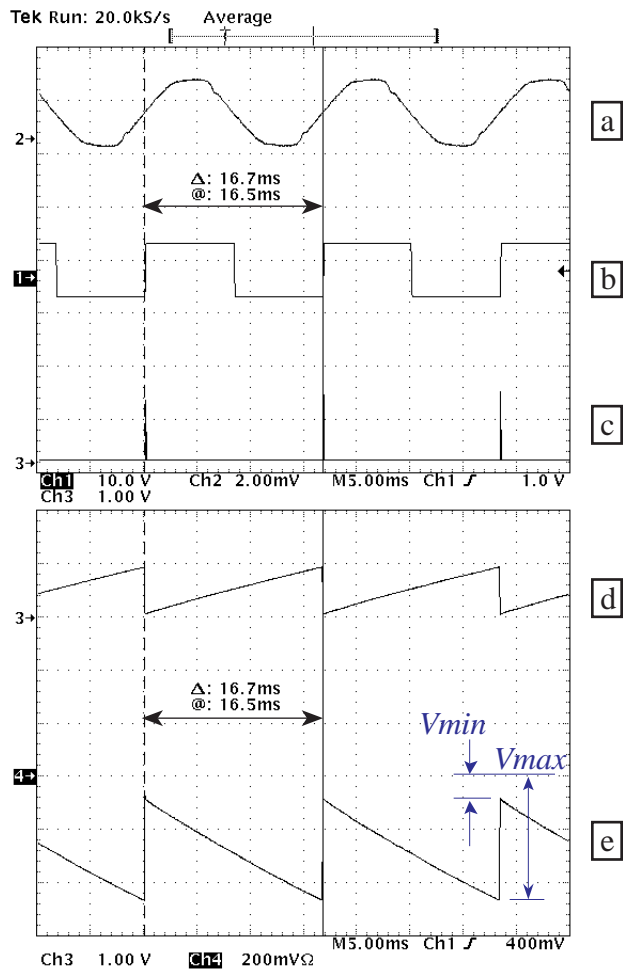 Tek Run: 20.0kS/s Average
2→
a
Δ: 16.7ms
@: 16.5ms
1→
b
c
3→
Ch1 10.0 V Ch2 2.00mV M5.00ms Ch1 1.0 V
Ch3 1.00 V
d
3→
Δ: 16.7ms
@: 16.5ms
Vmin
Vmax
4→
e
M5.00ms Ch1 400mV
Ch3 1.00 V Ch4 200mVΩ